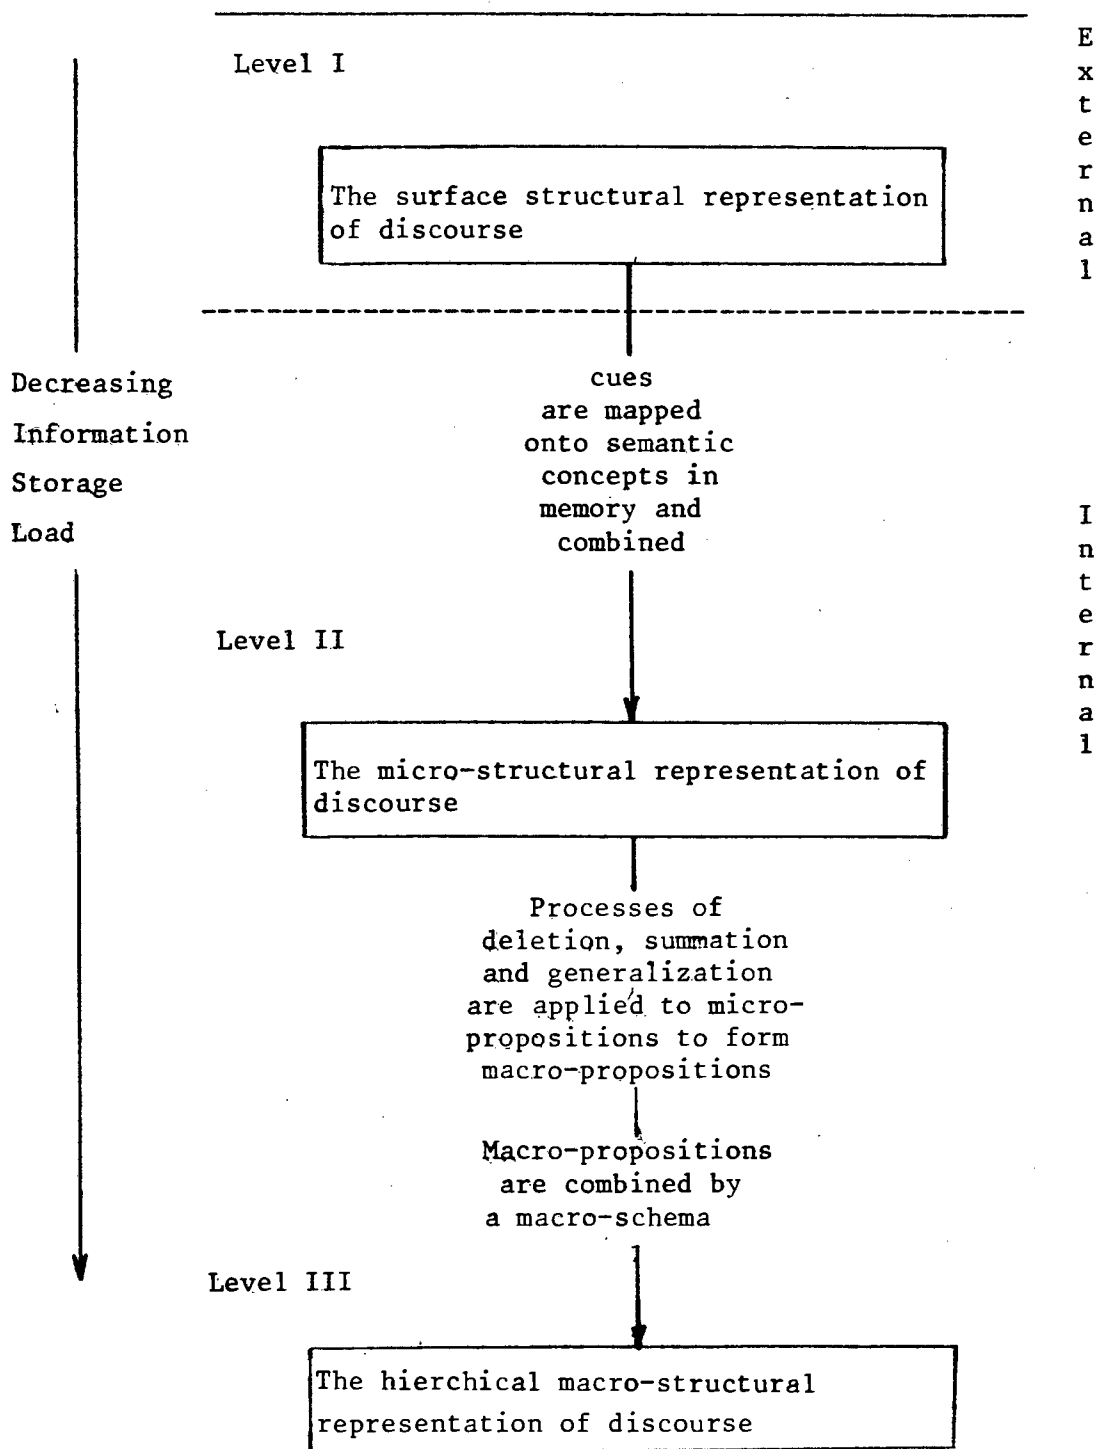 Level I
E
x
t
e
r
n
a
l
The surface structural representation
of discourse
Decreasing
Information
Storage
Load
cues
are mapped
onto semantic
concepts in
memory and
combined
I
n
t
e
r
n
a
l
Level II
The micro-structural representation of
discourse
Processes of
deletion, summation
and generalization
are applied to micro-
propositions to form
macro-propositions
Macro-propositions
are combined by
a macro-schema
Level III
The hierchical macro-structural
representation of discourse